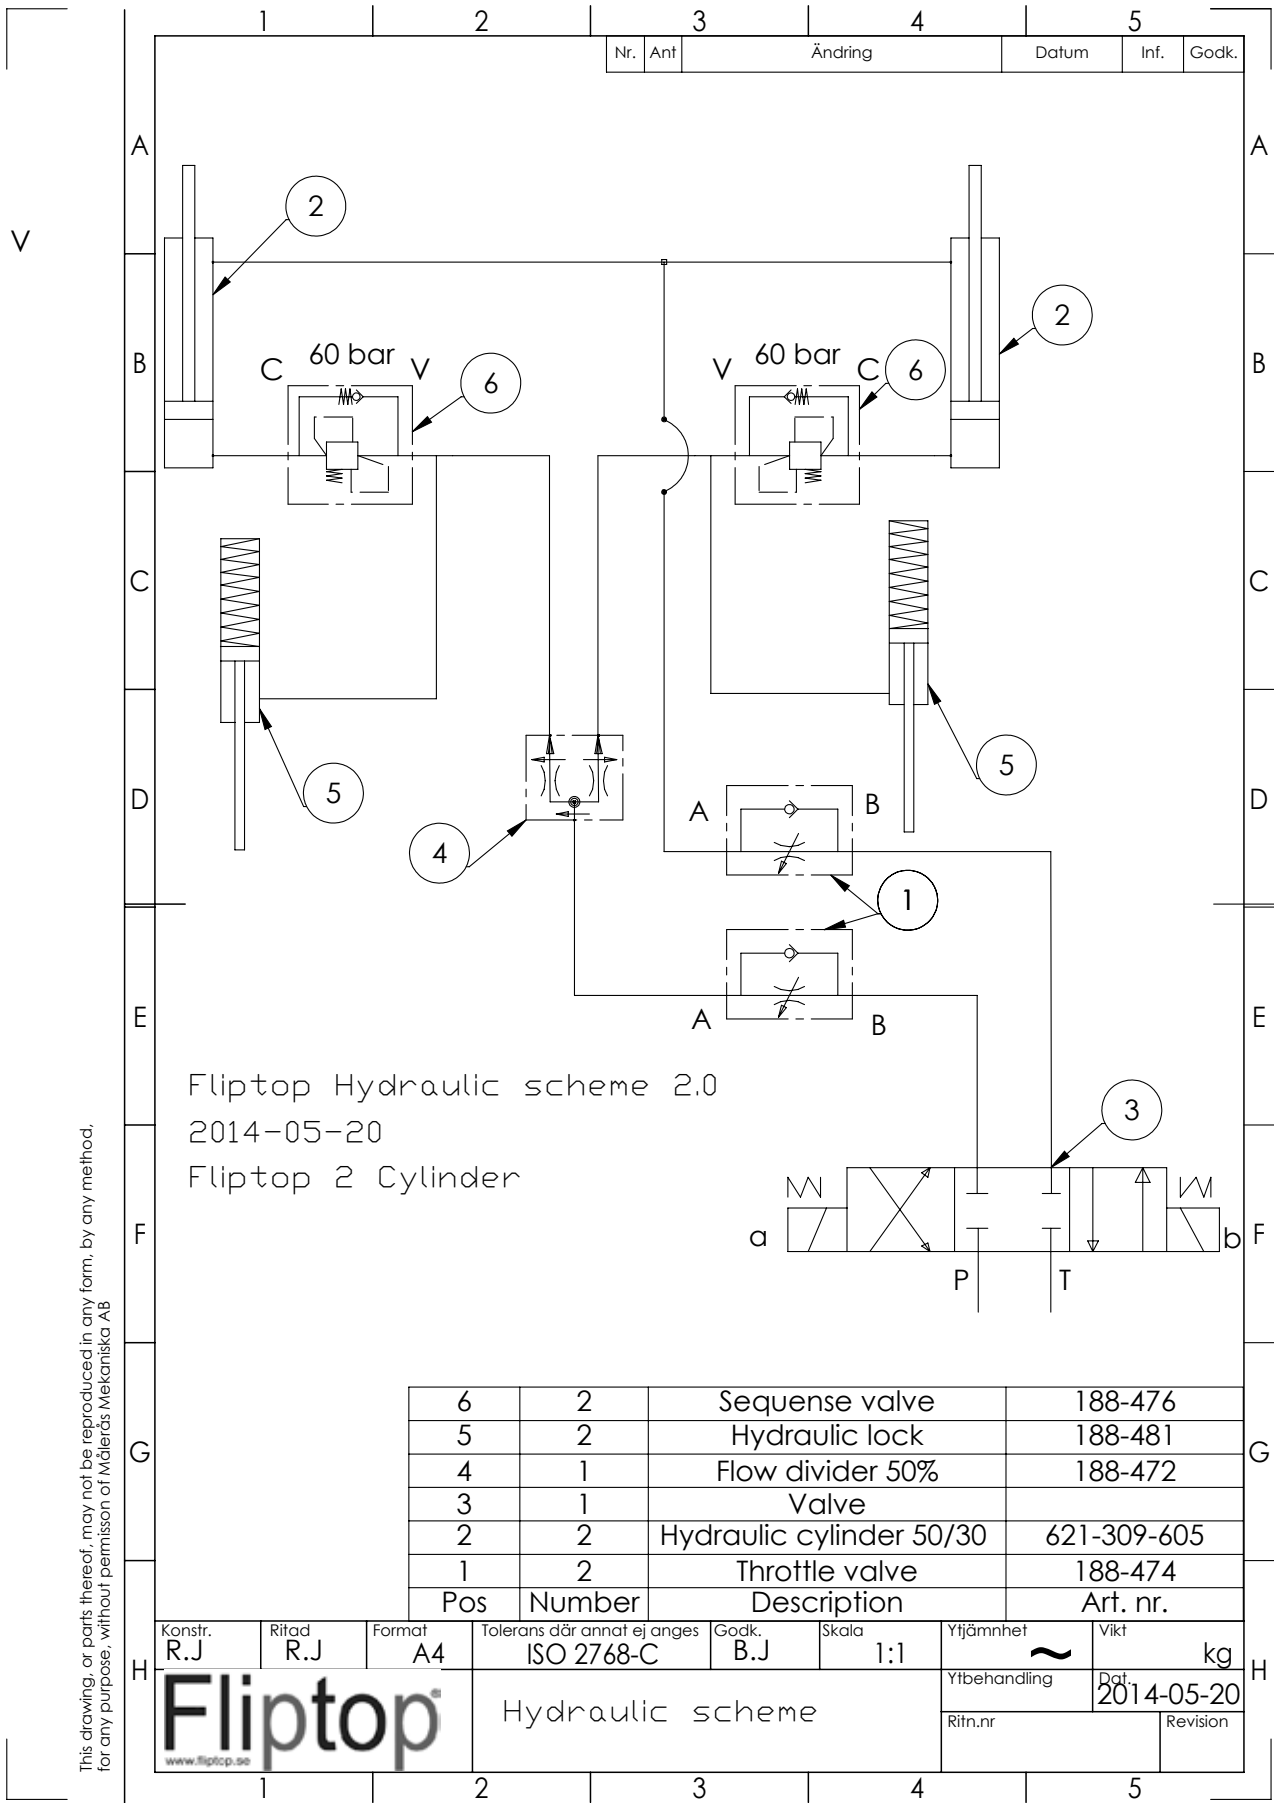 1 2 3 4 5
Nr. Ant Ändring Datum Inf. Godk.
A A
V
2
2
B B
C 60 bar V
6
V 60 bar C
6
C C
5
5
D D
4
A B
1
A B
E E
Fliptop Hydraulic scheme 2.0
2014-05-20
Fliptop 2 Cylinder
3
F F
a b
P T
This drawing, or parts thereof, may not be reproduced in any form, by any method,
for any purpose, without permisson of Målerås Mekaniska AB
G G
6 2 Sequense valve 188-476
5 2 Hydraulic lock 188-481
4 1 Flow divider 50% 188-472
3 1 Valve
2 2 Hydraulic cylinder 50/30 621-309-605
1 2 Throttle valve 188-474
Pos Number Description Art. nr.
H H
Konstr. Ritad Format Tolerans där annat ej anges Godk. Skala Ytjämnhet Vikt
R.J R.J A4 ISO 2768-C B.J 1:1 ~ kg
Fliptop
www.fliptop.se
Hydraulic scheme
Ytbehandling Dat.
2014-05-20
Ritn.nr Revision
1 2 3 4 5